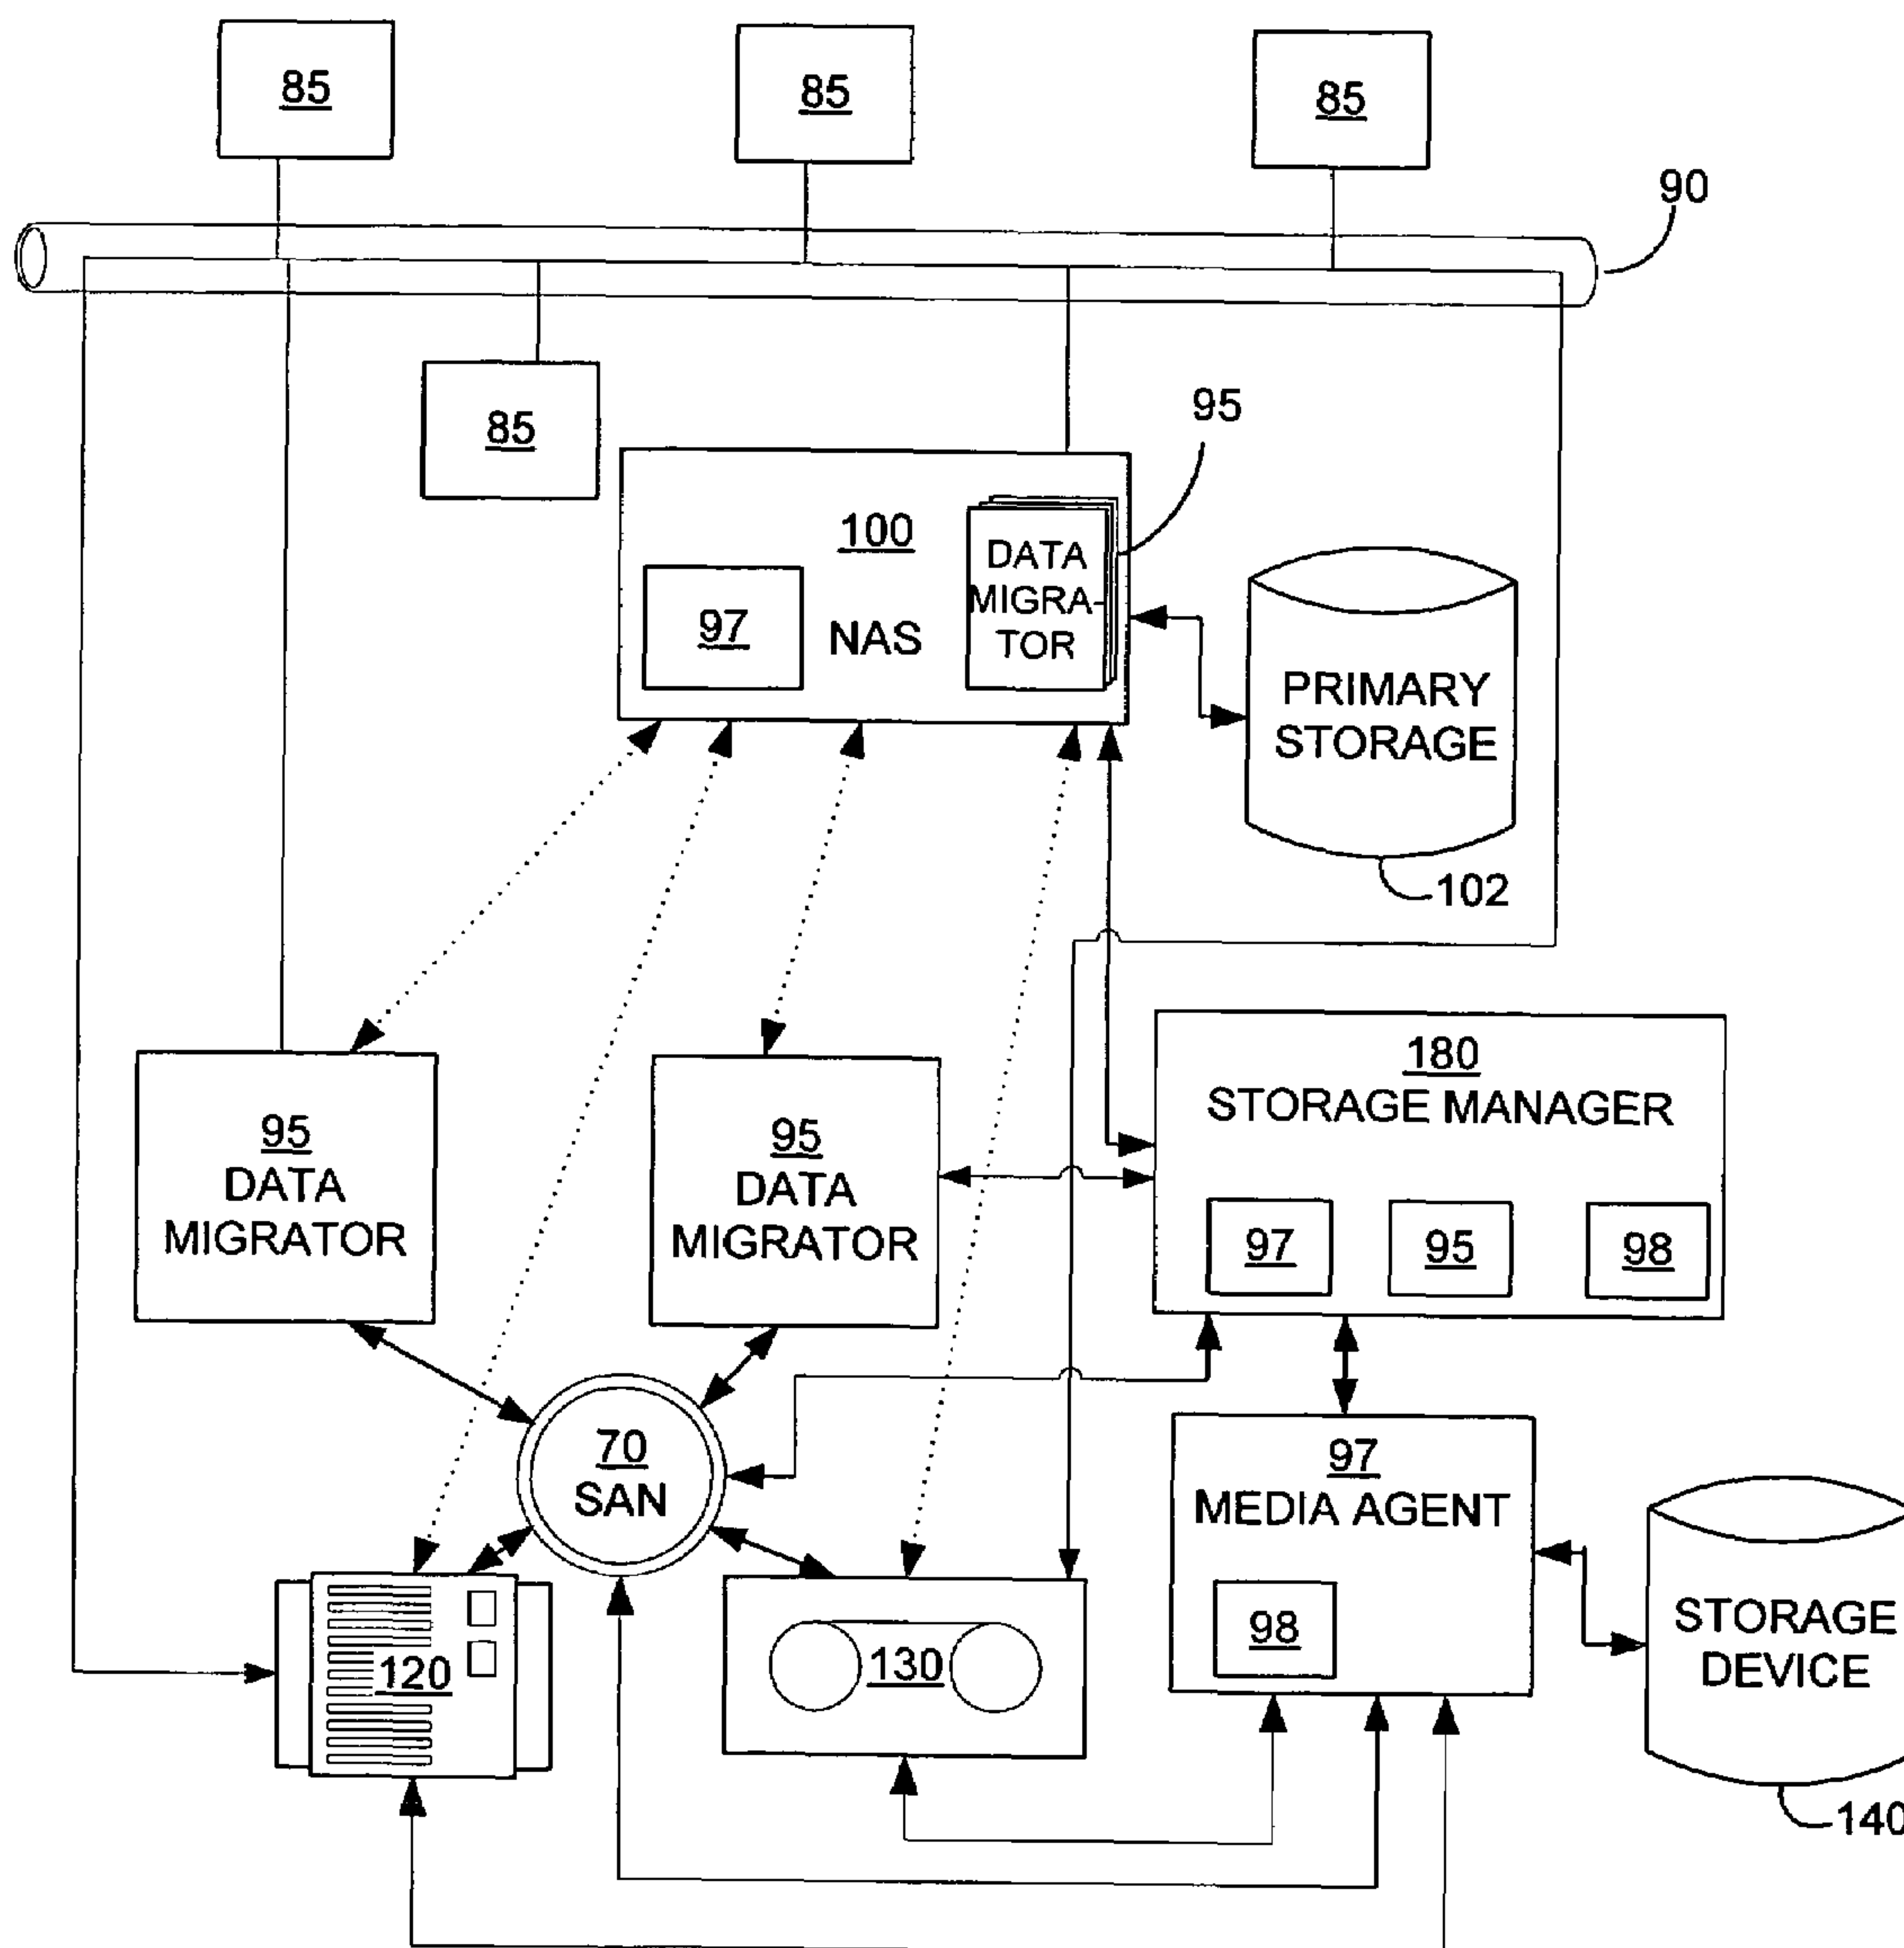 85
85
85
90
85
95
100
NAS
97
DATA
MIGRA-
TOR
PRIMARY
STORAGE
102
95
DATA
MIGRATOR
95
DATA
MIGRATOR
180
STORAGE MANAGER
97
95
98
70
SAN
97
MEDIA AGENT
98
120
130
STORAGE
DEVICE
140